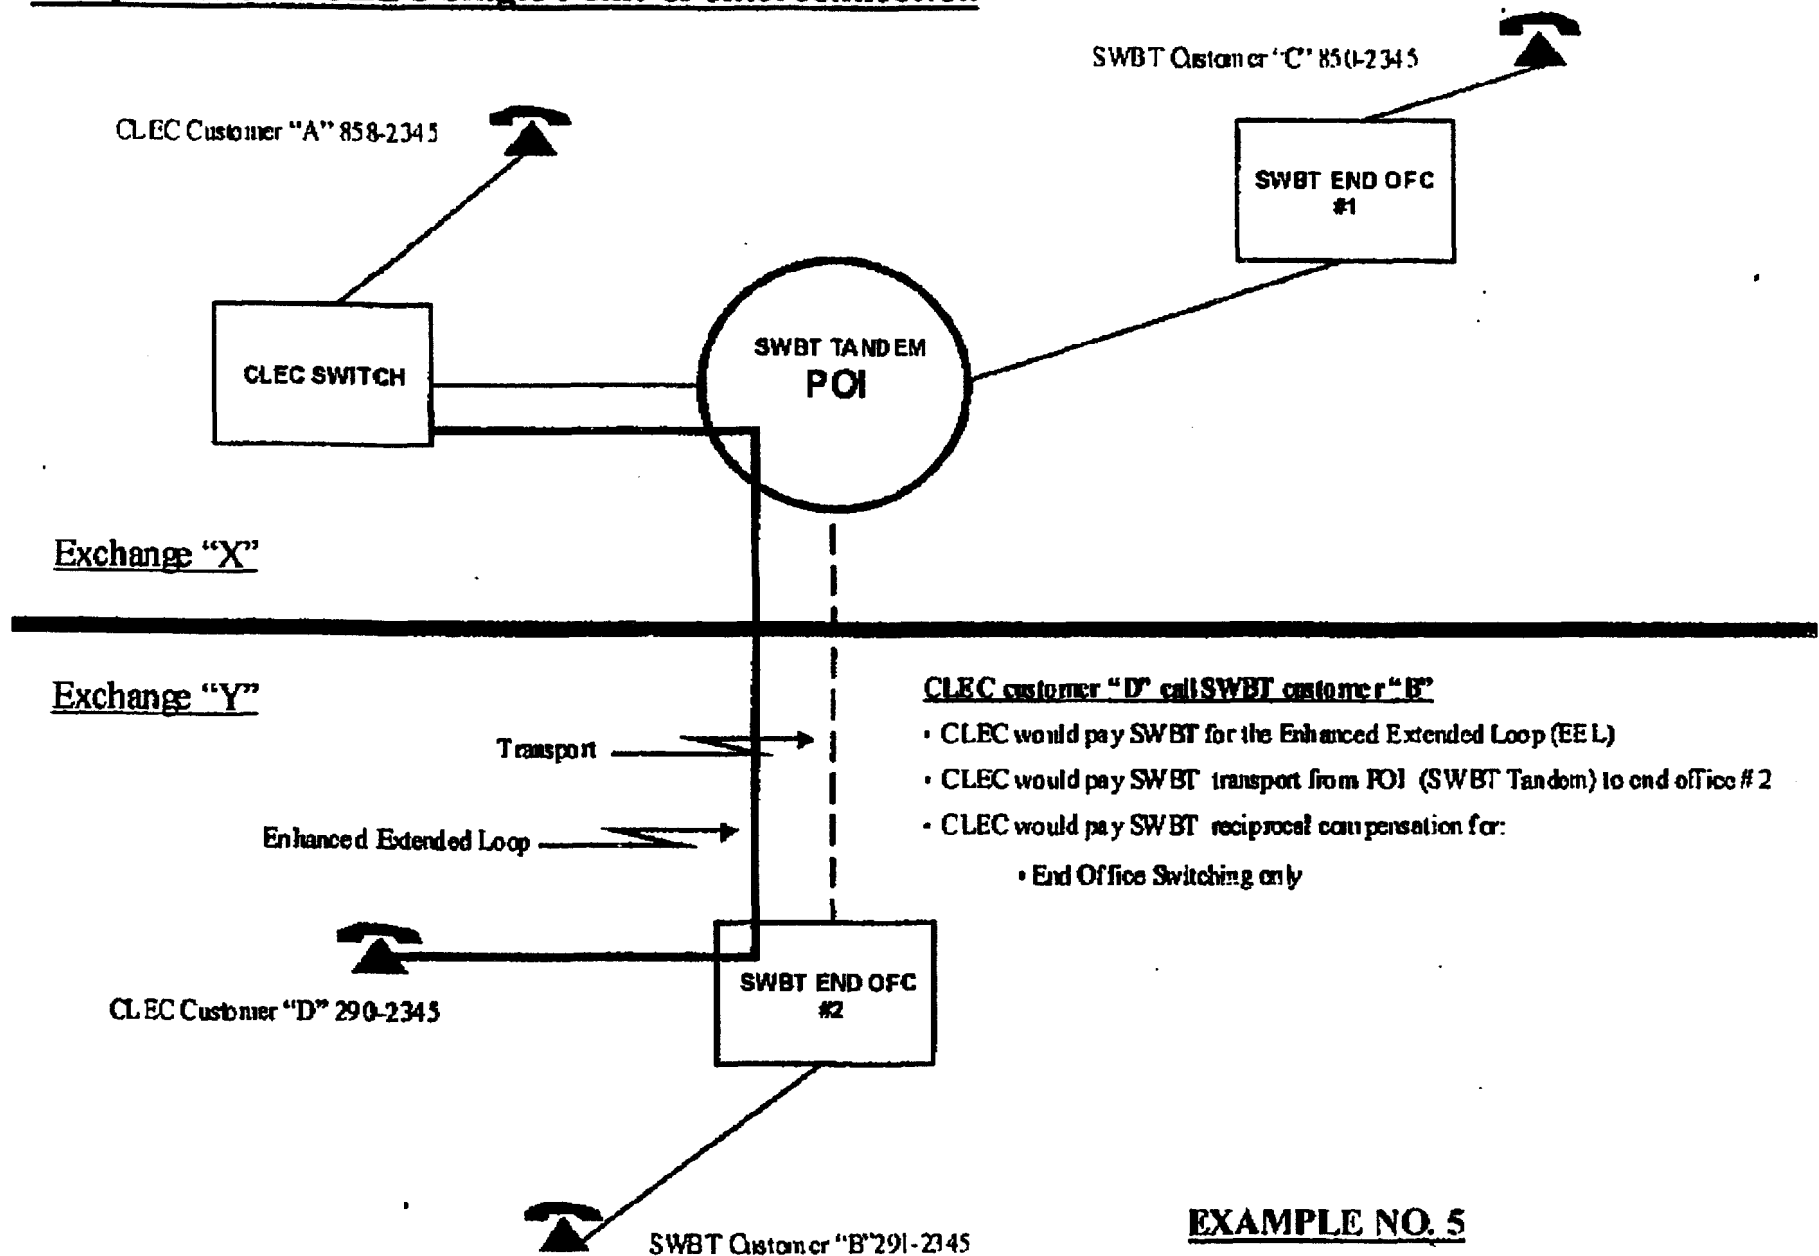 SWBT Customer "C" 850-2345
CLEC Customer "A" 858-2345
SWBT END OFC
#1
SWBT TANDEM
POI
CLEC SWITCH
Exchange "X"
Exchange "Y"
CLEC customer "D" call SWBT customer "B"
• CLEC would pay SWBT for the Enhanced Extended Loop (EEL)
• CLEC would pay SWBT transport from POI (SWBT Tandom) to end office # 2
• CLEC would pay SWBT reciprocal compensation for:
• End Office Switching only
Transport
Enhanced Extended Loop
SWBT END OFC
#2
CLEC Customer "D" 290-2345
SWBT Customer "B" 291-2345
EXAMPLE NO. 5